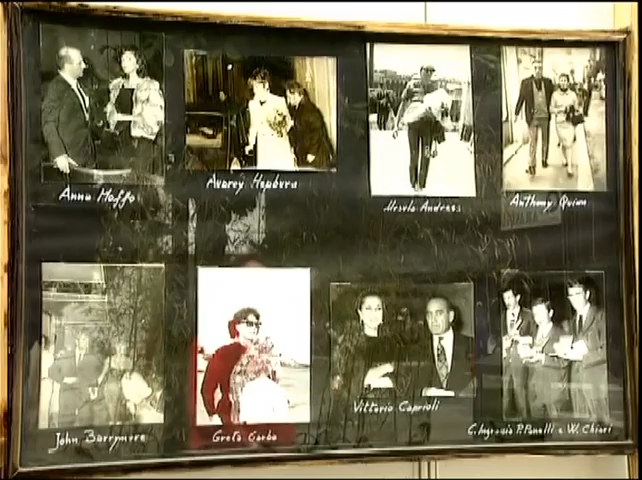 Anna Moffo
Audrey Hepburn
Ursula Andress
Anthony Quinn
John Barrymore
Greta Garbo
Vittorio Caprioli
P. Panelli e W. Chiari